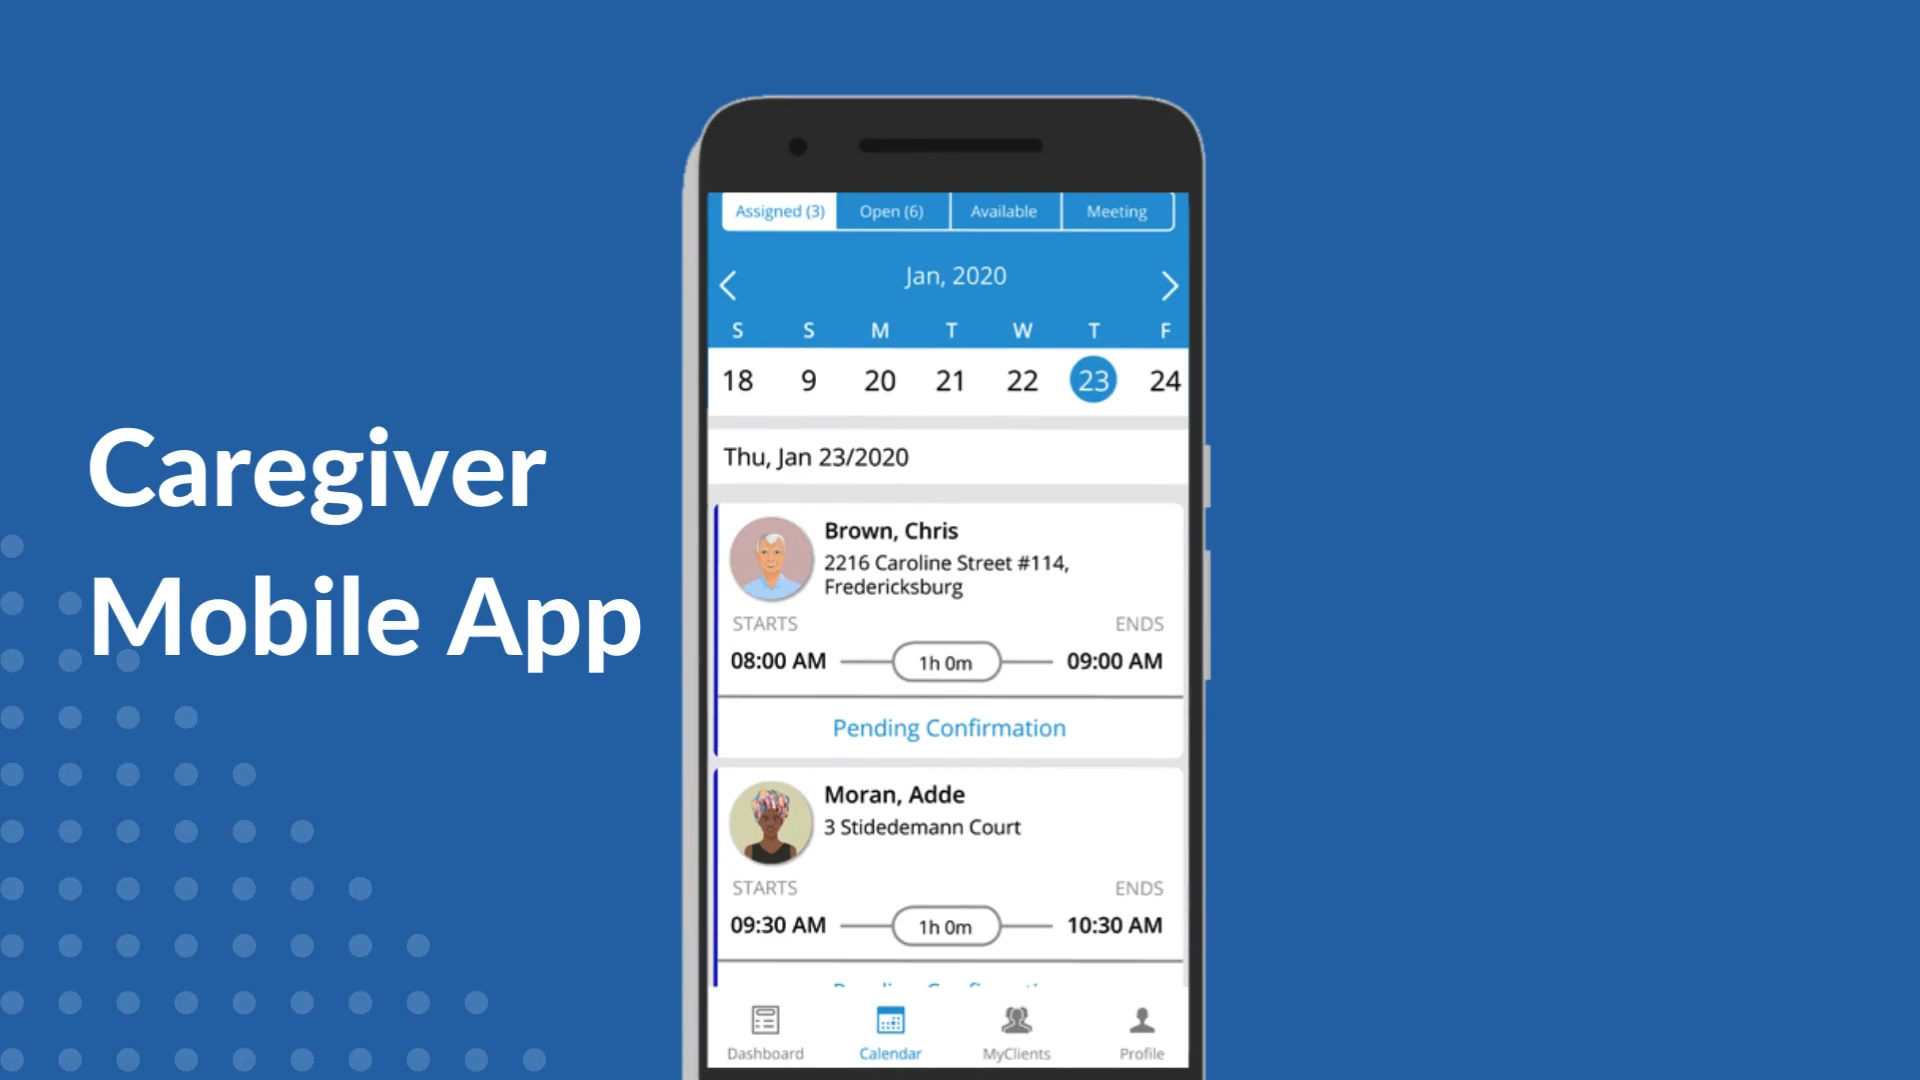 Caregiver
Mobile App
Assigned (3) Open (6) Available Meeting
Jan, 2020
S S M T W T F
18 9 20 21 22 23 24
Thu, Jan 23/2020
Brown, Chris
2216 Caroline Street #114,
Fredericksburg
STARTS ENDS
08:00 AM 1h 0m 09:00 AM
Pending Confirmation
Moran, Adde
3 Stidedemann Court
STARTS ENDS
09:30 AM 1h 0m 10:30 AM
Dashboard Calendar MyClients Profile